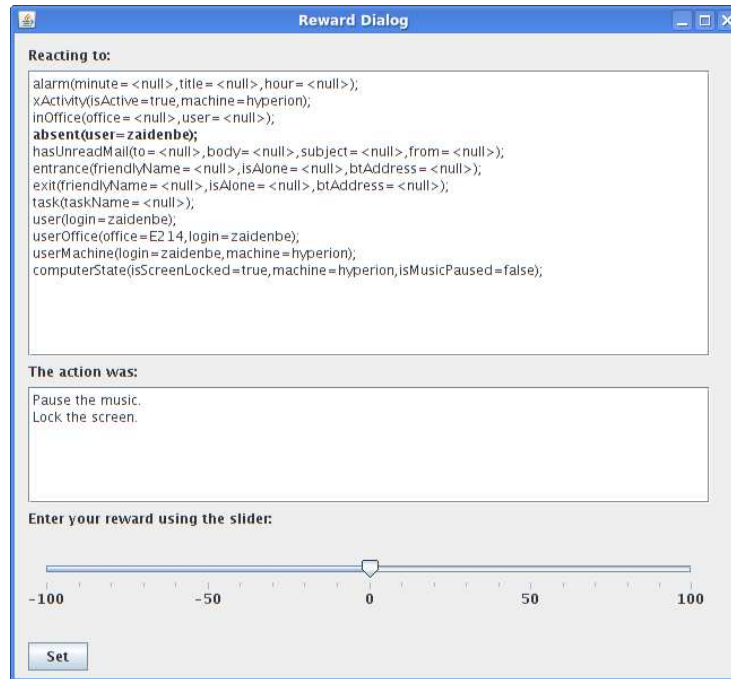 Reward Dialog
Reacting to:
alarm(minute=<null>,title=<null>,hour=<null>);
xActivity(isActive=true,machine=hyperion);
inOffice(office=<null>,user=<null>);
absent(user=zaidenbe);
hasUnreadMail(to=<null>,body=<null>,subject=<null>,from=<null>);
entrance(friendlyName=<null>,isAlone=<null>,btAddress=<null>);
exit(friendlyName=<null>,isAlone=<null>,btAddress=<null>);
task(taskName=<null>);
user(login=zaidenbe);
userOffice(office=E214,login=zaidenbe);
userMachine(login=zaidenbe,machine=hyperion);
computerState(isScreenLocked=true,machine=hyperion,isMusicPaused=false);
The action was:
Pause the music.
Lock the screen.
Enter your reward using the slider:
-100 -50 0 50 100
Set